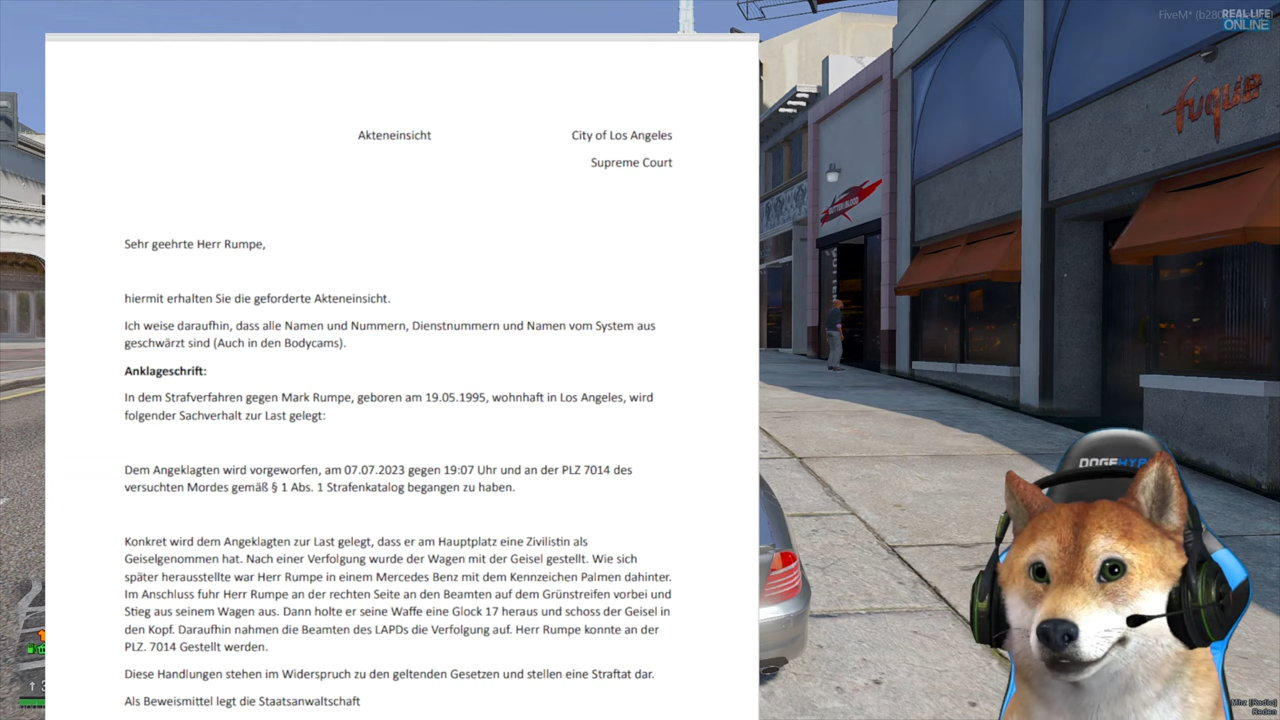 FiveM* (b280
REAL LIFE
ONLINE
fuque
Akteneinsicht
City of Los Angeles
Supreme Court
Sehr geehrte Herr Rumpe,
hiermit erhalten Sie die geforderte Akteneinsicht.
Ich weise daraufhin, dass alle Namen und Nummern, Dienstnummern und Namen vom System aus
geschwärzt sind (Auch in den Bodycams).
Anklageschrift:
In dem Strafverfahren gegen Mark Rumpe, geboren am 19.05.1995, wohnhaft in Los Angeles, wird
folgender Sachverhalt zur Last gelegt:
Dem Angeklagten wird vorgeworfen, am 07.07.2023 gegen 19:07 Uhr und an der PLZ 7014 des
versuchten Mordes gemäß § 1 Abs. 1 Strafenkatalog begangen zu haben.
Konkret wird dem Angeklagten zur Last gelegt, dass er am Hauptplatz eine Zivilistin als
Geiselgenommen hat. Nach einer Verfolgung wurde der Wagen mit der Geisel gestellt. Wie sich
später herausstellte war Herr Rumpe in einem Mercedes Benz mit dem Kennzeichen Palmen dahinter.
Im Anschluss fuhr Herr Rumpe an der rechten Seite an den Beamten auf dem Grünstreifen vorbei und
Stieg aus seinem Wagen aus. Dann holte er seine Waffe eine Glock 17 heraus und schoss der Geisel in
den Kopf. Daraufhin nahmen die Beamten des LAPDs die Verfolgung auf. Herr Rumpe konnte an der
PLZ. 7014 Gestellt werden.
Diese Handlungen stehen im Widerspruch zu den geltenden Gesetzen und stellen eine Straftat dar.
Als Beweismittel legt die Staatsanwaltschaft
DOGEHYP
Mhz [Radio]
Reden